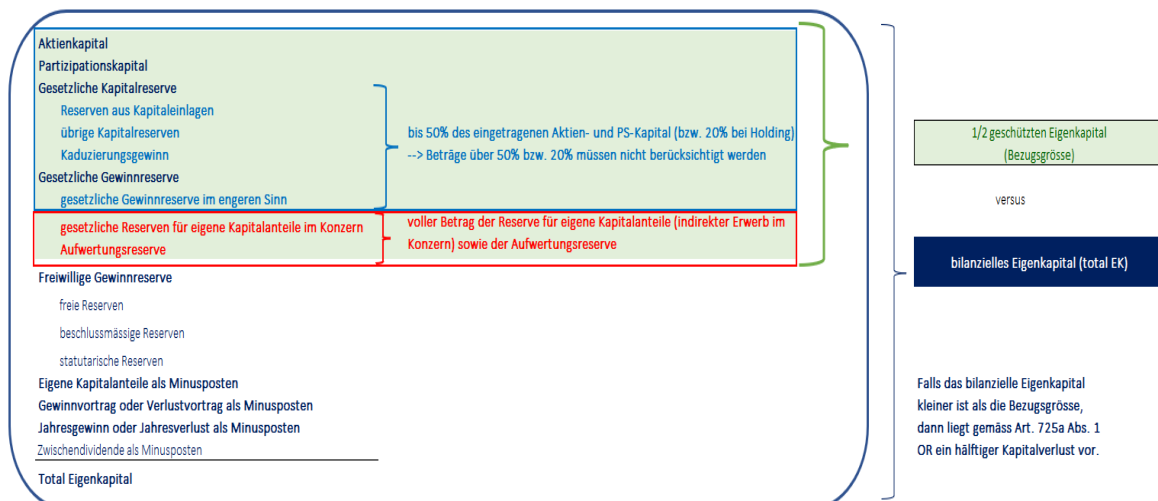 Aktienkapital
Partizipationskapital
Gesetzliche Kapitalreserve
Reserven aus Kapitaleinlagen
übrige Kapitalreserven
Kaduzierungsgewinn
Gesetzliche Gewinnreserve
gesetzliche Gewinnreserve im engeren Sinn
bis 50% des eingetragenen Aktien- und PS-Kapital (bzw. 20% bei Holding)
--> Beträge über 50% bzw. 20% müssen nicht berücksichtigt werden
gesetzliche Reserven für eigene Kapitalanteile im Konzern
Aufwertungsreserve
voller Betrag der Reserve für eigene Kapitalanteile (indirekter Erwerb im
Konzern) sowie der Aufwertungsreserve
Freiwillige Gewinnreserve
freie Reserven
beschlussmässige Reserven
statutarische Reserven
Eigene Kapitalanteile als Minusposten
Gewinnvortrag oder Verlustvortrag als Minusposten
Jahresgewinn oder Jahresverlust als Minusposten
Zwischendividende als Minusposten
Total Eigenkapital
1/2 geschützten Eigenkapital
(Bezugsgrösse)
versus
bilanzielles Eigenkapital (total EK)
Falls das bilanzielle Eigenkapital
kleiner ist als die Bezugsgrösse,
dann liegt gemäss Art. 725a Abs. 1
OR ein hälftiger Kapitalverlust vor.